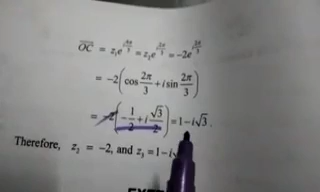 $\overline{OC} = z_1 e^{i\frac{4\pi}{3}} = z_2 e^{i\frac{2\pi}{3}} = -2e^{i\frac{2\pi}{3}}$
$= -2\left(\cos\frac{2\pi}{3} + i\sin\frac{2\pi}{3}\right)$
$= -2\left(-\frac{1}{2} + i\frac{\sqrt{3}}{2}\right) = 1 - i\sqrt{3}.$
Therefore, $z_2 = -2$, and $z_3 = 1 - i$